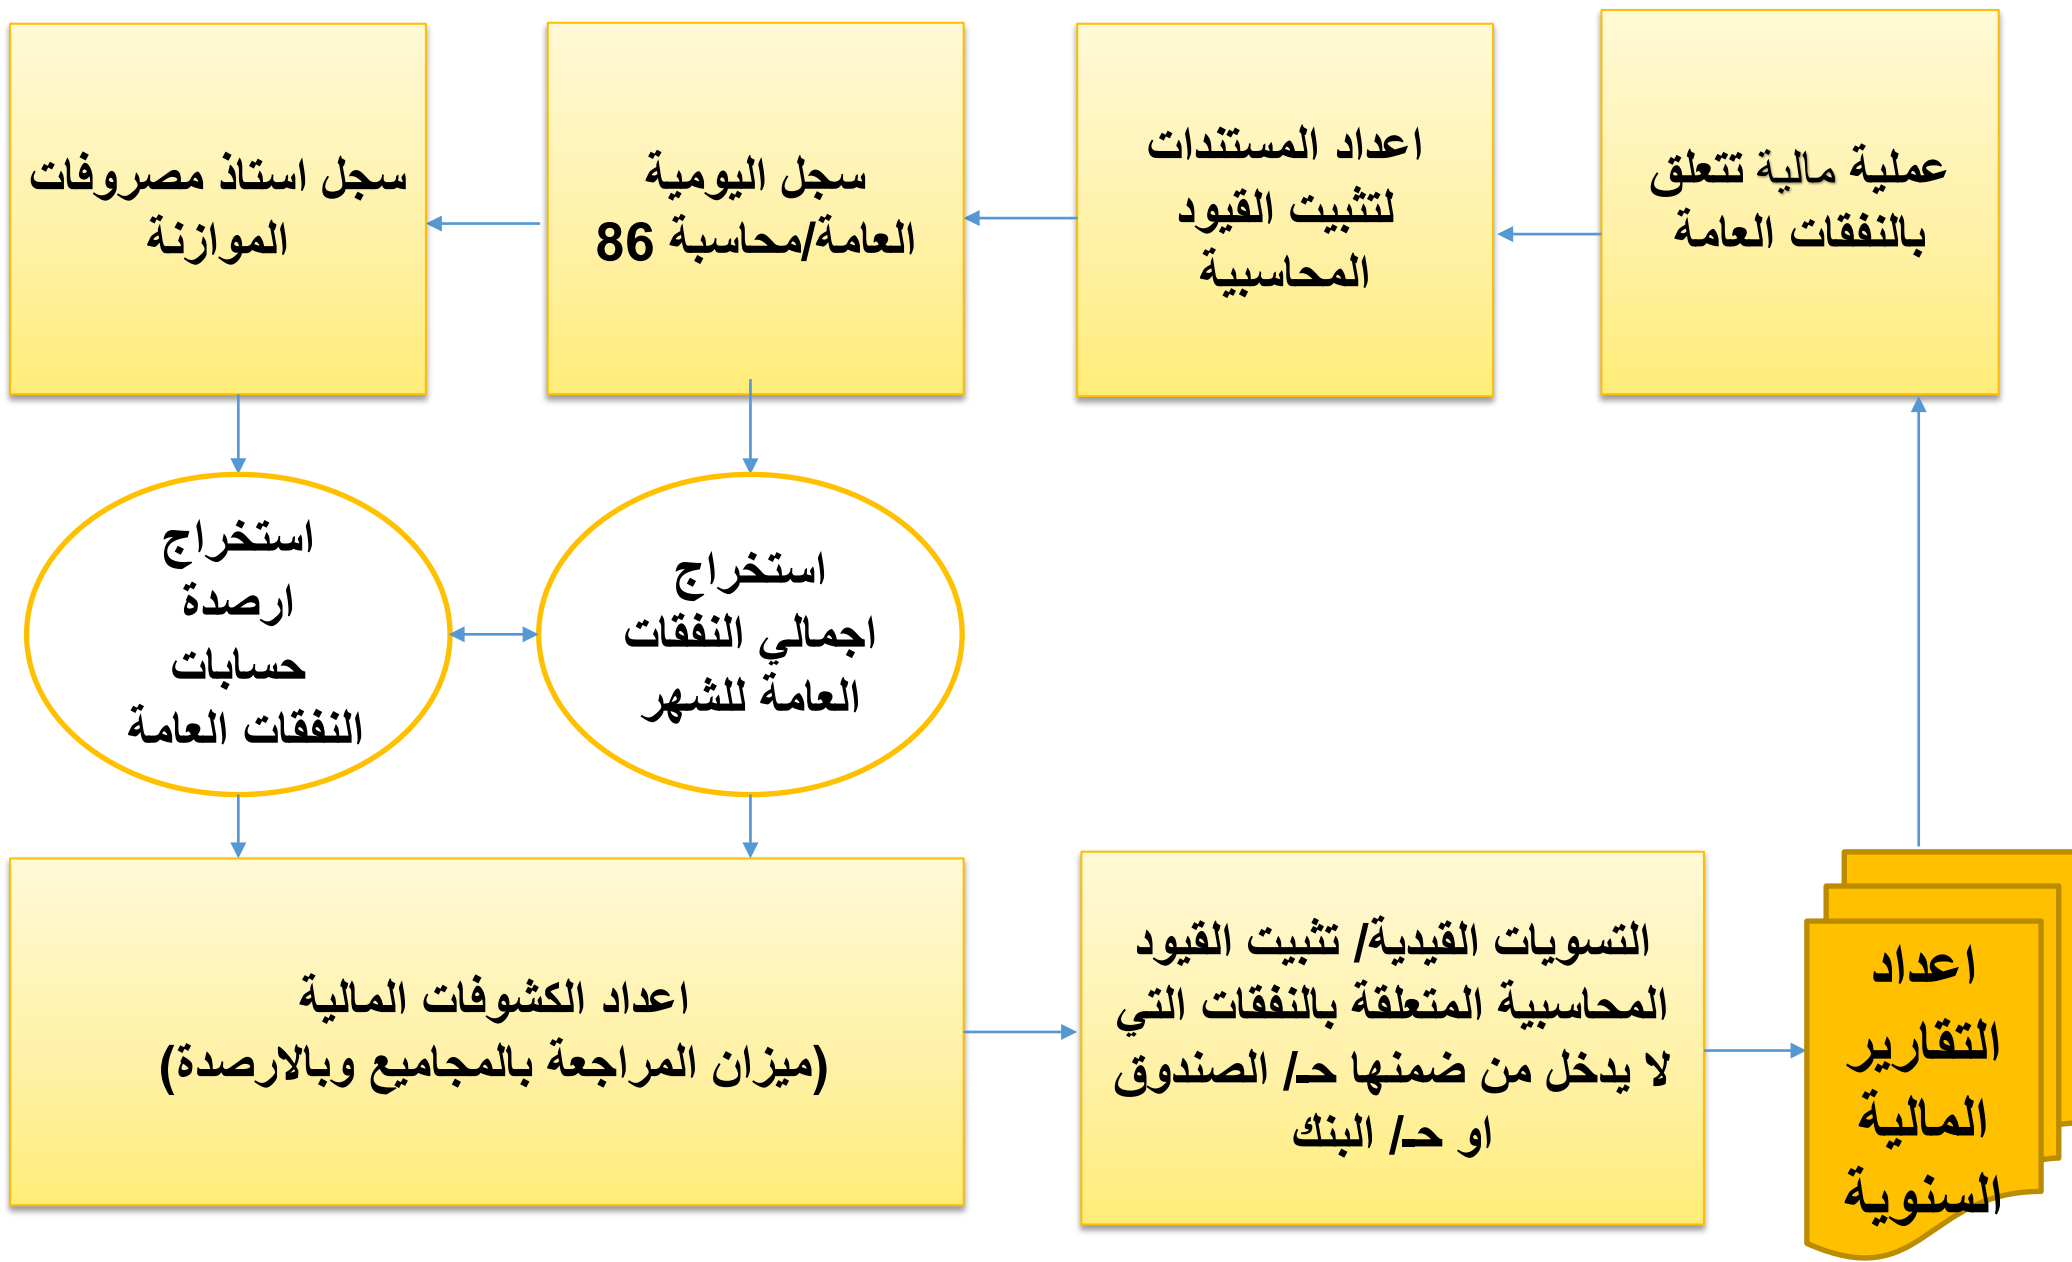 عملية مالية تتعلق
بالنفقات العامة
اعداد المستندات
لتثبيت القيود
المحاسبية
سجل اليومية
العامة/محاسبة 86
سجل استاذ مصروفات
الموازنة
استخراج
اجمالي النفقات
العامة للشهر
استخراج
ارصدة
حسابات
النفقات العامة
اعداد الكشوفات المالية
(ميزان المراجعة بالمجاميع وبالارصدة)
التسويات القيدية/ تثبيت القيود
المحاسبية المتعلقة بالنفقات التي
لا يدخل من ضمنها حـ/ الصندوق
او حـ/ البنك
اعداد
التقارير
المالية
السنوية